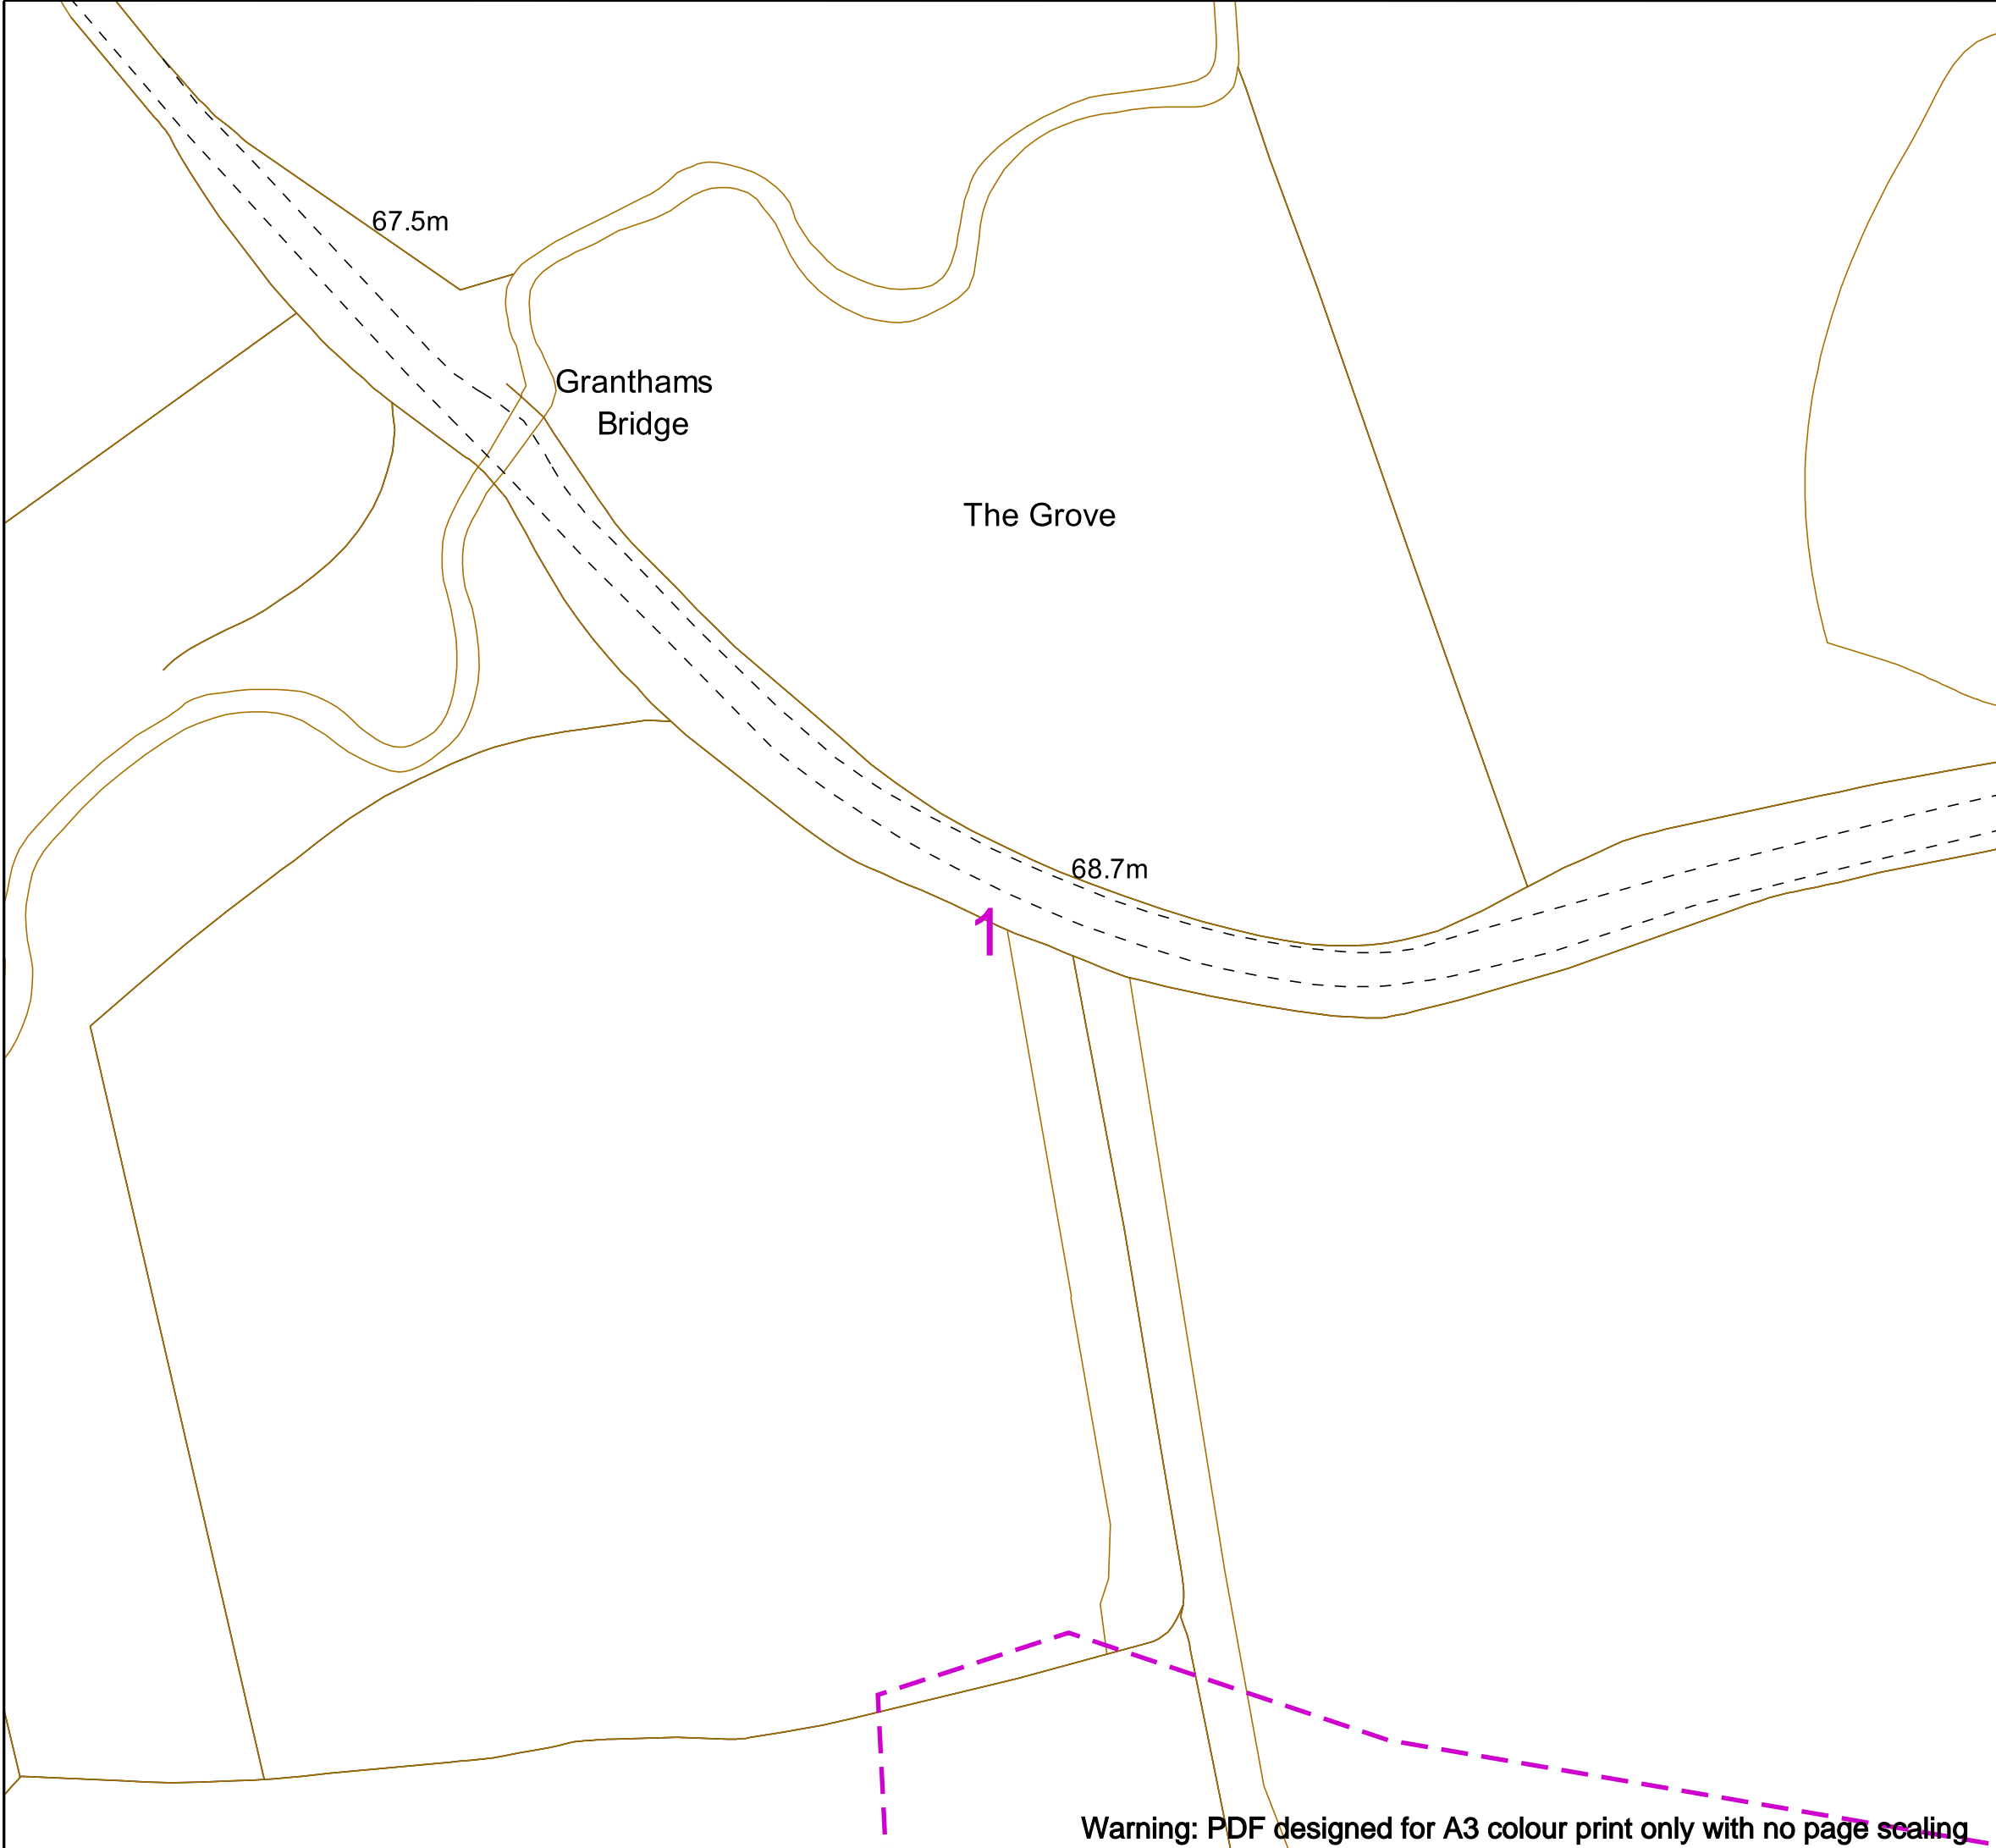 67.5m
Granthams
Bridge
The Grove
68.7m
1
Warning: PDF designed for A3 colour print only with no page scaling